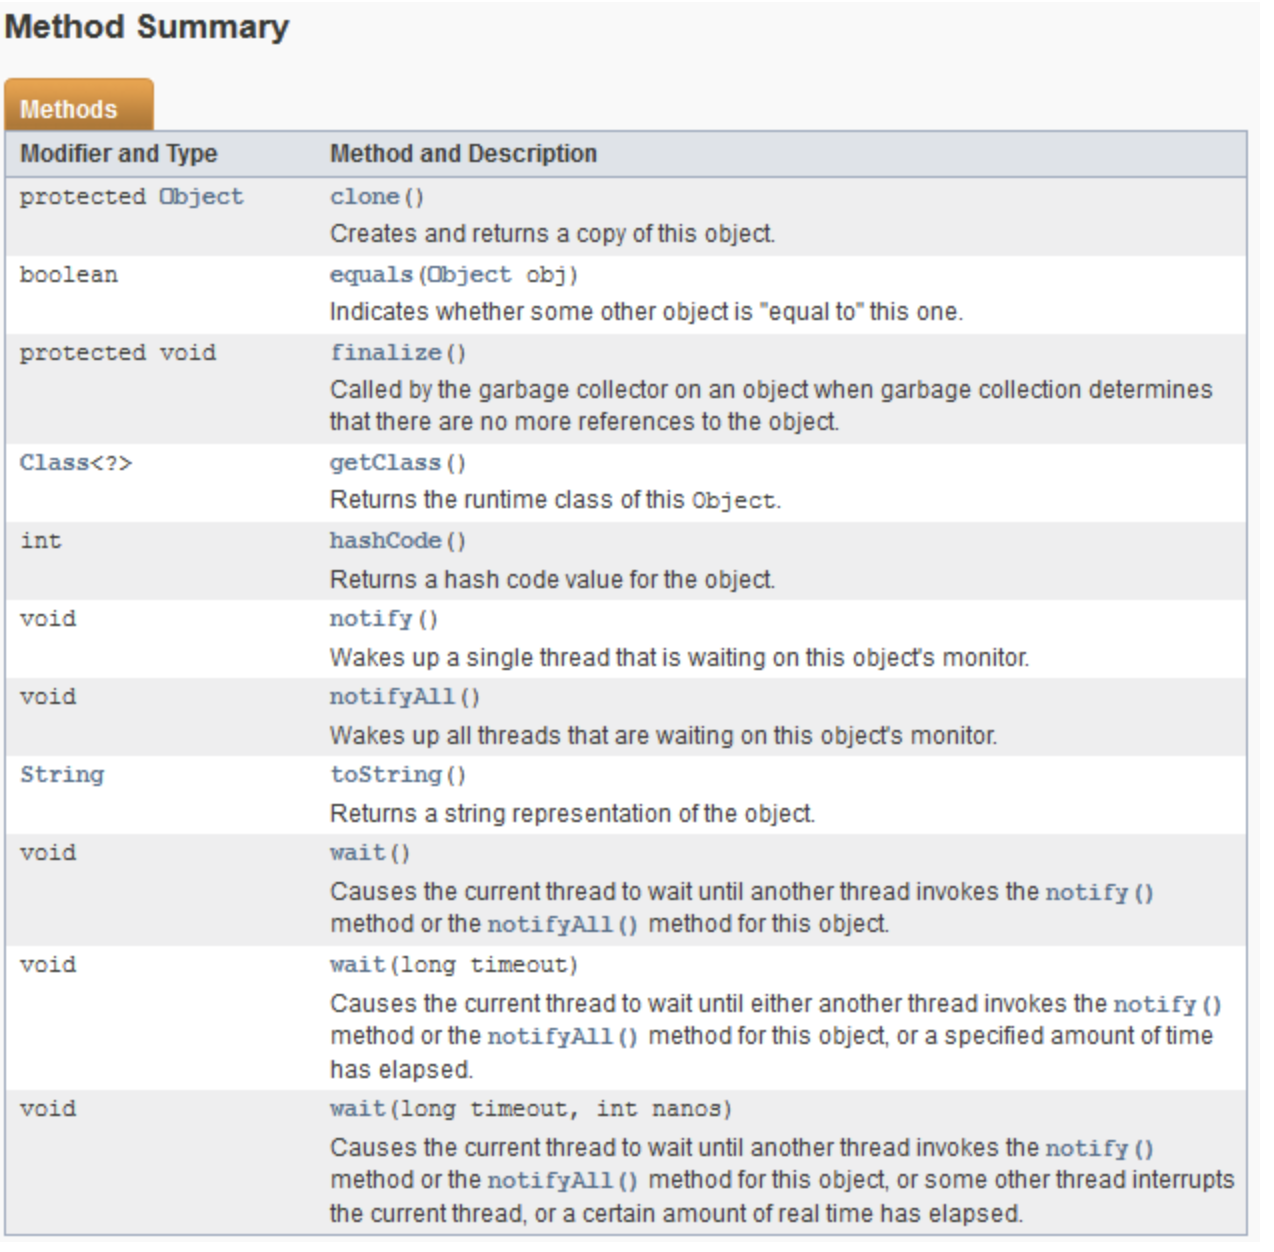 Method Summary
Methods
Modifier and Type Method and Description
protected Object clone()
Creates and returns a copy of this object.
boolean equals(Object obj)
Indicates whether some other object is "equal to" this one.
protected void finalize()
Called by the garbage collector on an object when garbage collection determines
that there are no more references to the object.
Class<?> getClass()
Returns the runtime class of this Object.
int hashCode()
Returns a hash code value for the object.
void notify()
Wakes up a single thread that is waiting on this object's monitor.
void notifyAll()
Wakes up all threads that are waiting on this object's monitor.
String toString()
Returns a string representation of the object.
void wait()
Causes the current thread to wait until another thread invokes the notify()
method or the notifyAll() method for this object.
void wait(long timeout)
Causes the current thread to wait until either another thread invokes the notify()
method or the notifyAll() method for this object, or a specified amount of time
has elapsed.
void wait(long timeout, int nanos)
Causes the current thread to wait until another thread invokes the notify()
method or the notifyAll() method for this object, or some other thread interrupts
the current thread, or a certain amount of real time has elapsed.